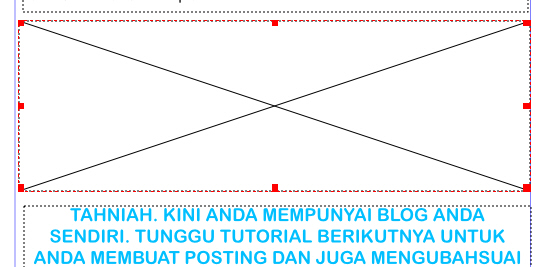 TAHNIAH. KINI ANDA MEMPUNYAI BLOG ANDA
SENDIRI. TUNGGU TUTORIAL BERIKUTNYA UNTUK
ANDA MEMBUAT POSTING DAN JUGA MENGUBAHSUAI